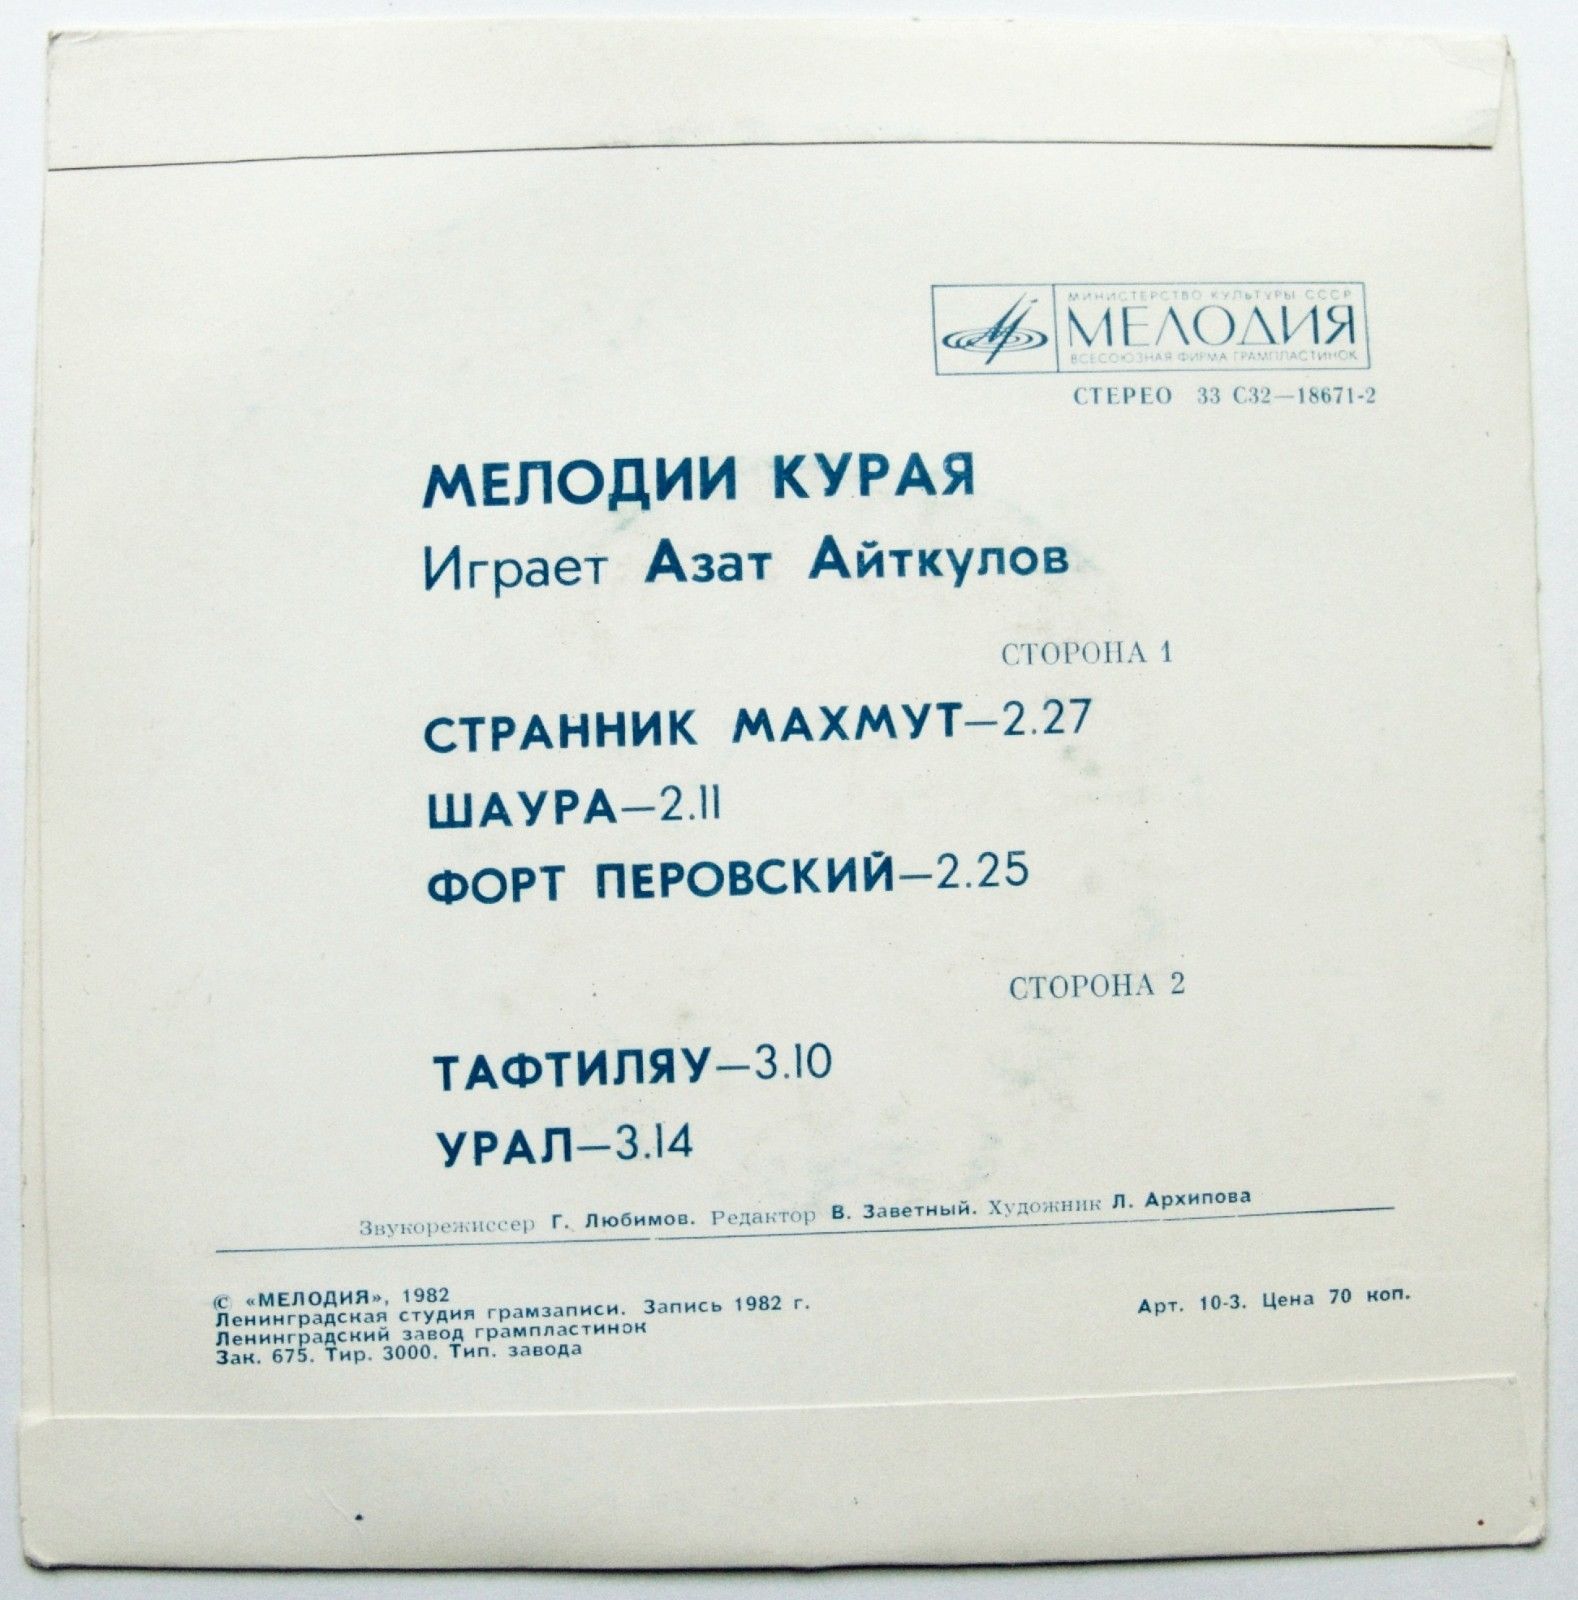 МИНИСТЕРСТВО КУЛЬТУРЫ СССР
МЕЛОДИЯ
ВСЕСОЮЗНАЯ ФИРМА ГРАМПЛАСТИНОК
СТЕРЕО 33 С32—18671-2
МЕЛОДИИ КУРАЯ
Играет Азат Айткулов
СТОРОНА 1
СТРАННИК МАХМУТ—2.27
ШАУРА—2.11
ФОРТ ПЕРОВСКИЙ—2.25
СТОРОНА 2
ТАФТИЛЯУ—3.10
УРАЛ—3.14
Звукорежиссер Г. Любимов. Редактор В. Заветный. Художник Л. Архипова
© «МЕЛОДИЯ», 1982
Ленинградская студия грамзаписи. Запись 1982 г.
Ленинградский завод грампластинок
Зак. 675. Тир. 3000. Тип. завода
Арт. 10-3. Цена 70 коп.